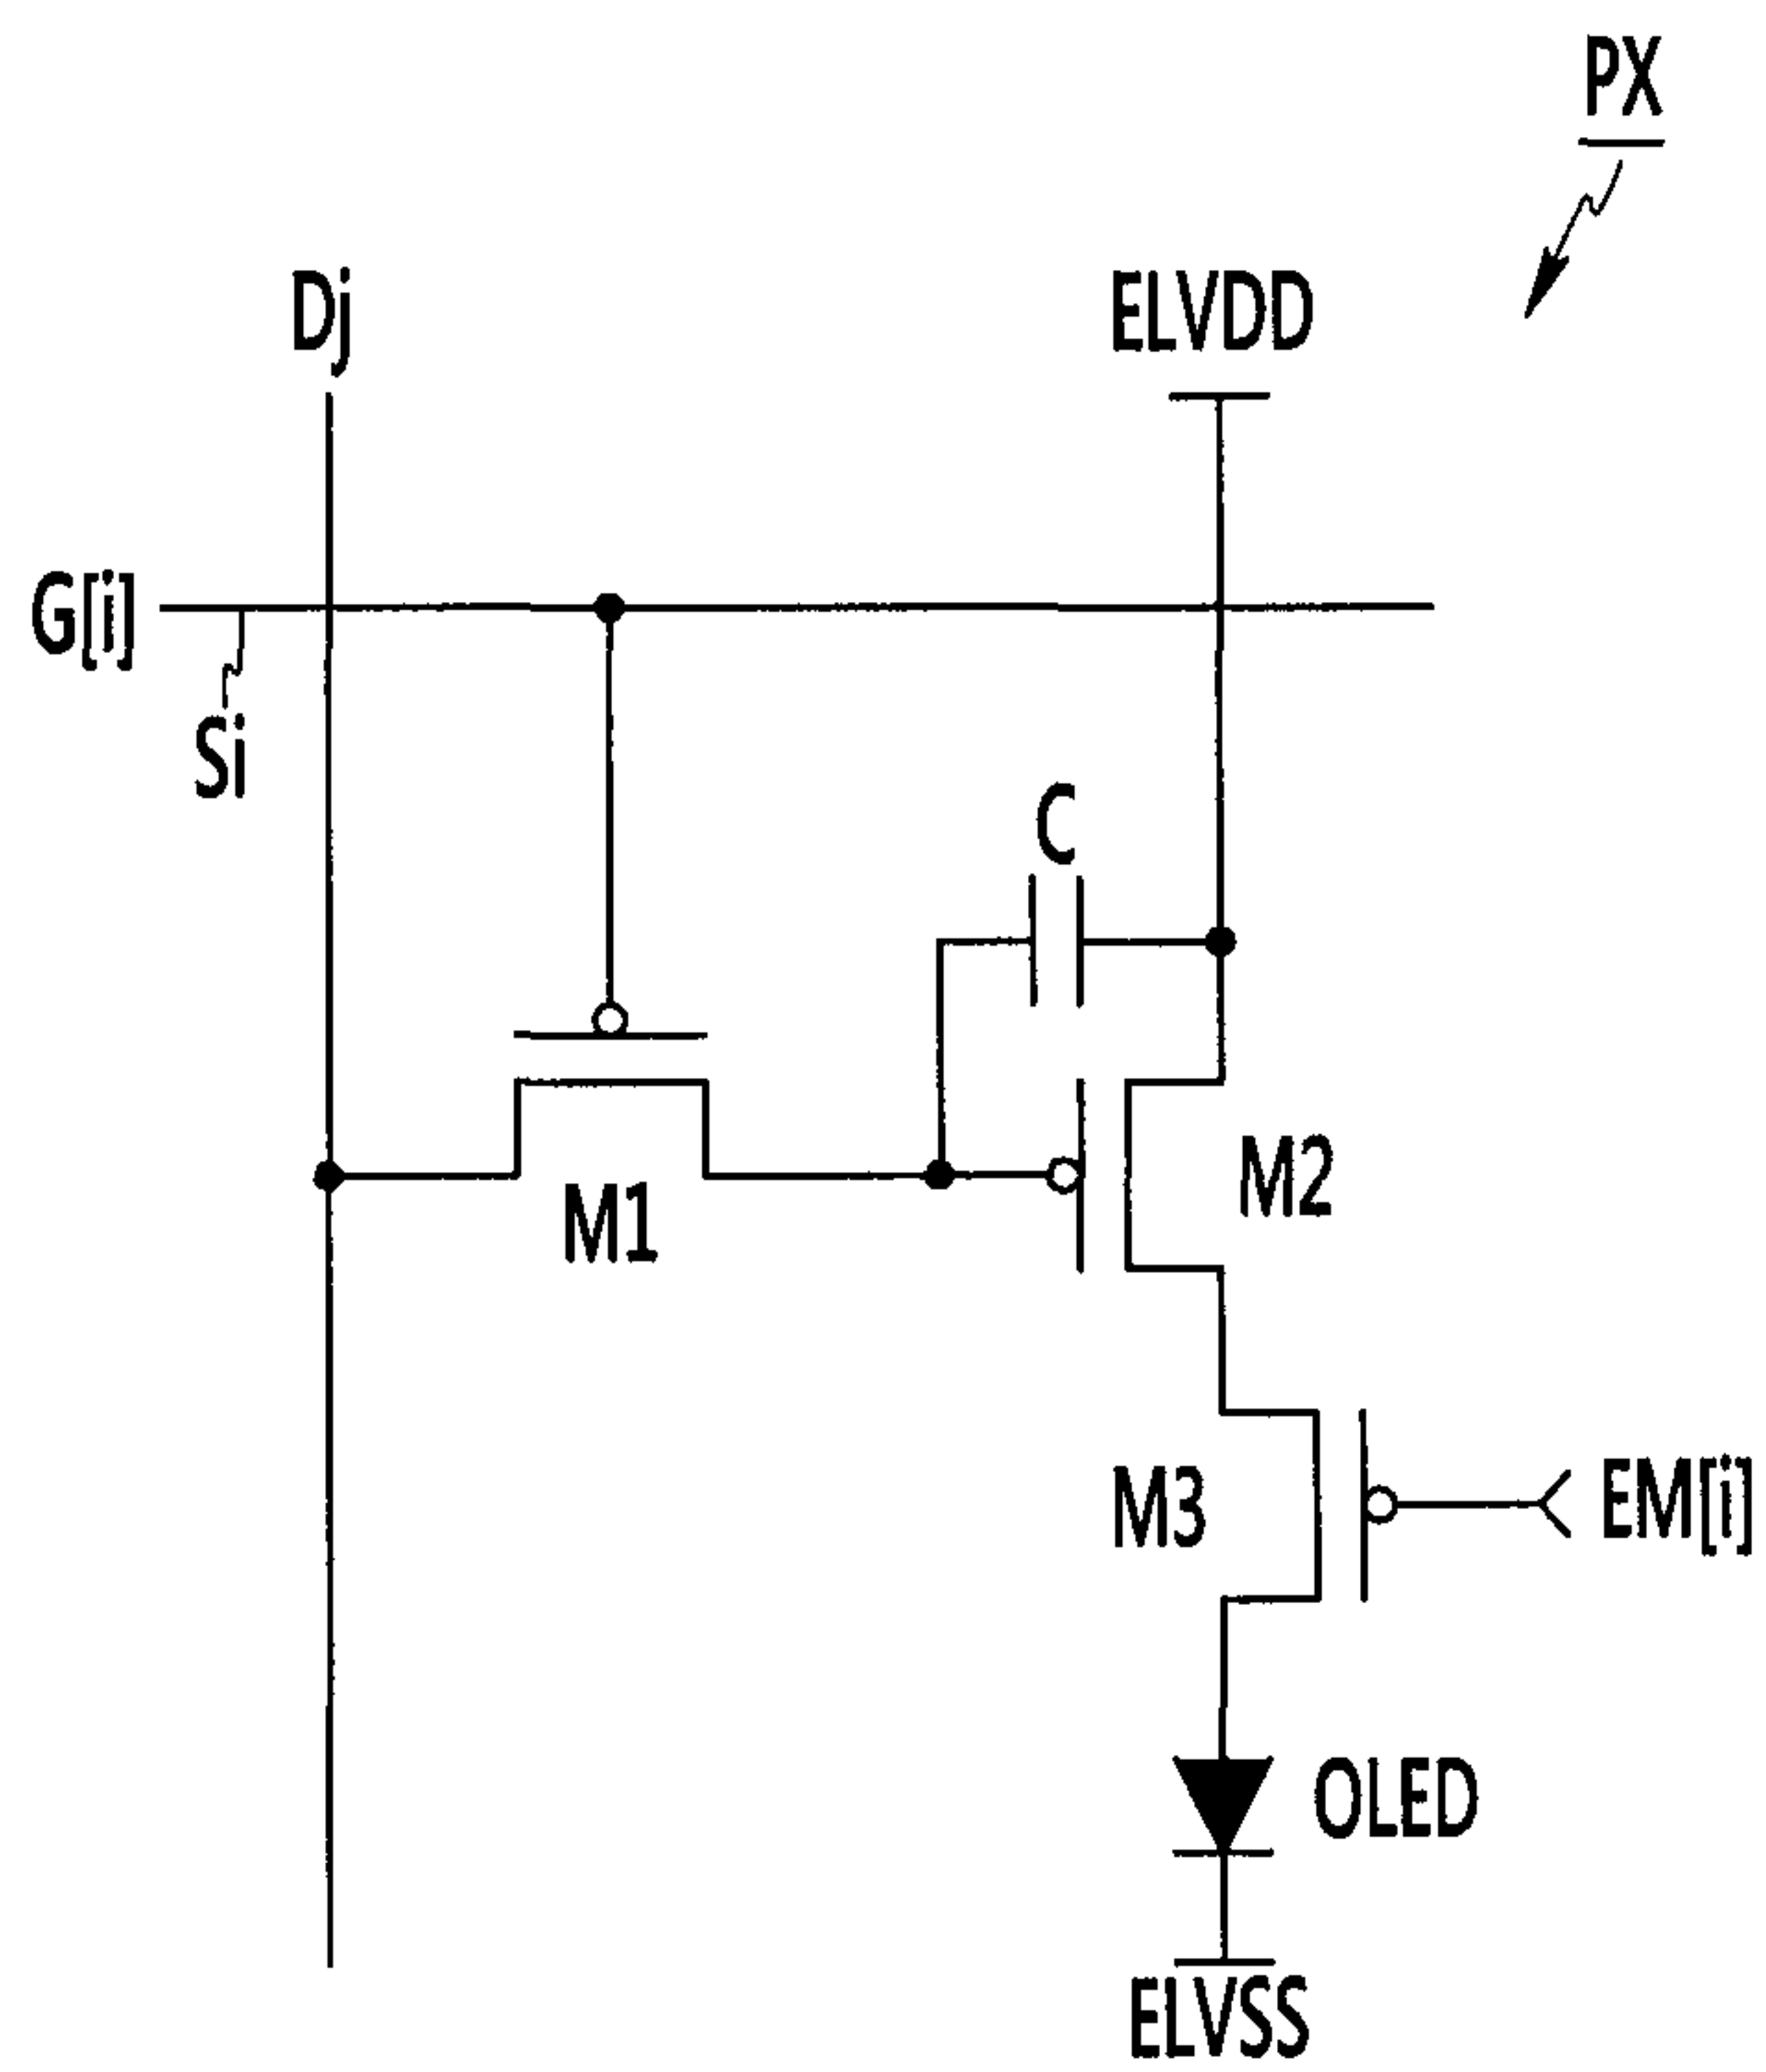 PX
Dj
ELVDD
G[i]
Si
C
M2
M1
M3
EM[i]
OLED
ELVSS